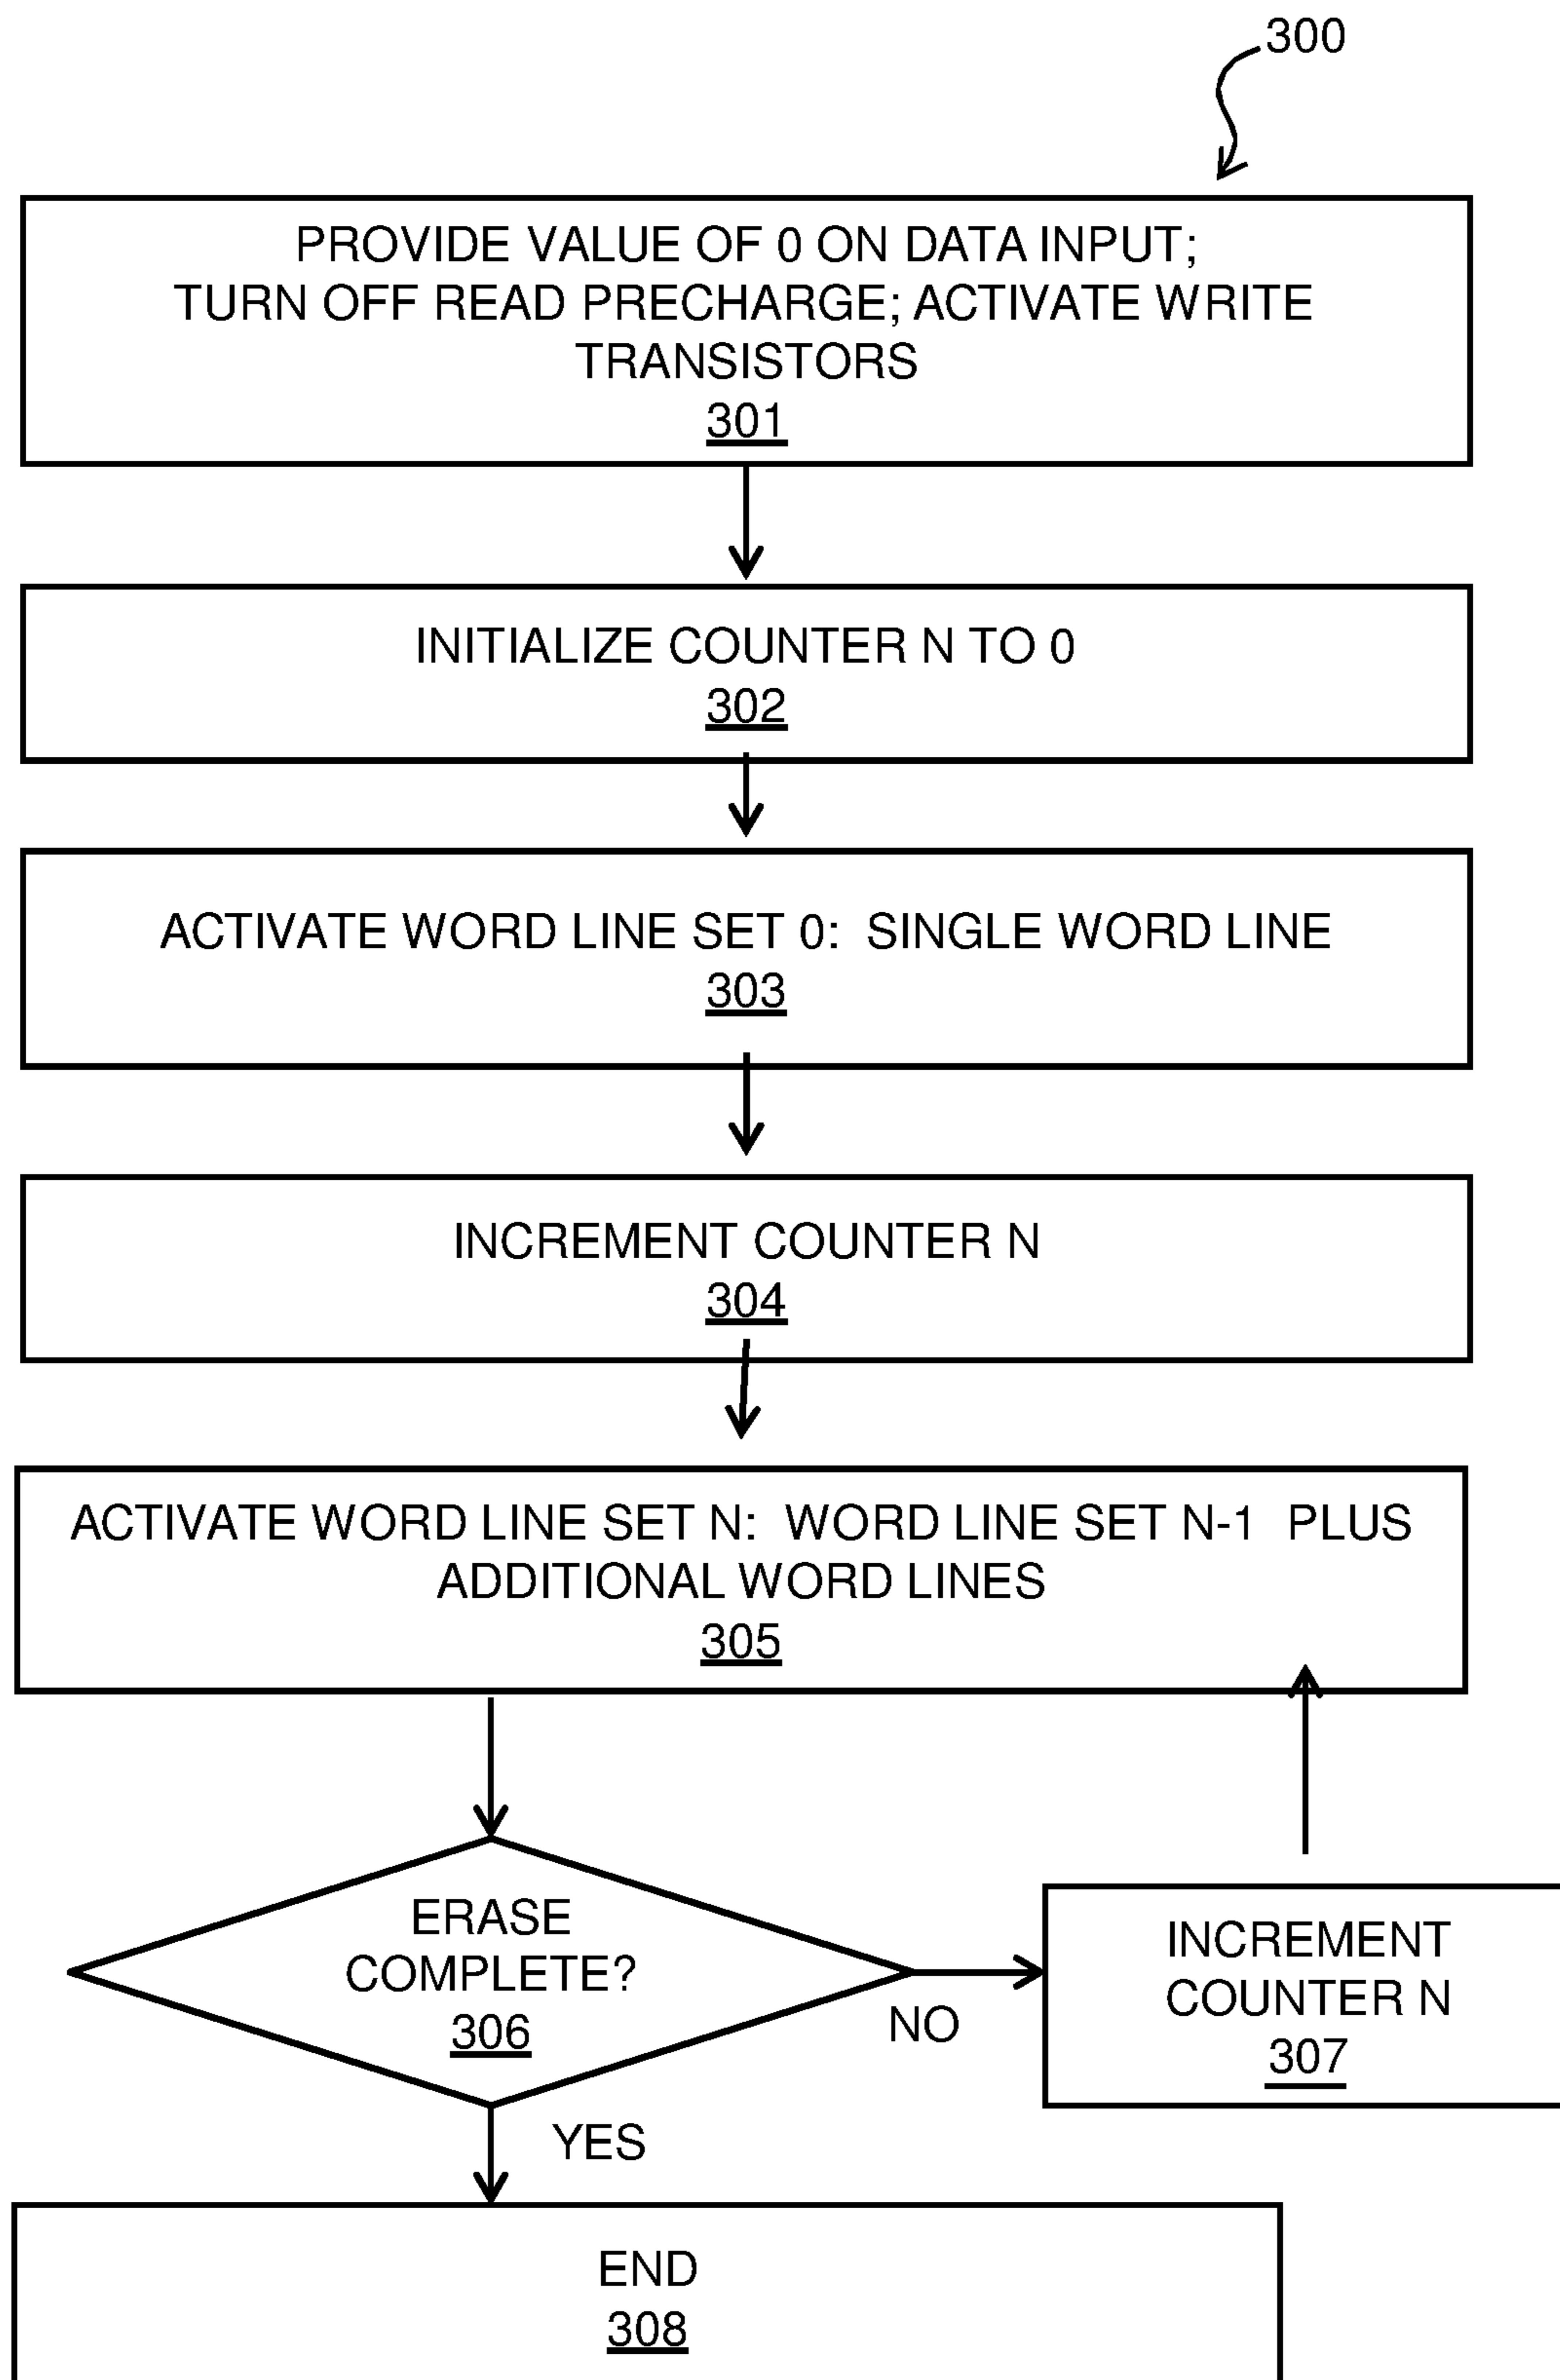 300
PROVIDE VALUE OF 0 ON DATA INPUT;
TURN OFF READ PRECHARGE; ACTIVATE WRITE
TRANSISTORS
301
INITIALIZE COUNTER N TO 0
302
ACTIVATE WORD LINE SET 0: SINGLE WORD LINE
303
INCREMENT COUNTER N
304
ACTIVATE WORD LINE SET N: WORD LINE SET N-1 PLUS
ADDITIONAL WORD LINES
305
ERASE
COMPLETE?
306
NO
INCREMENT
COUNTER N
307
YES
END
308